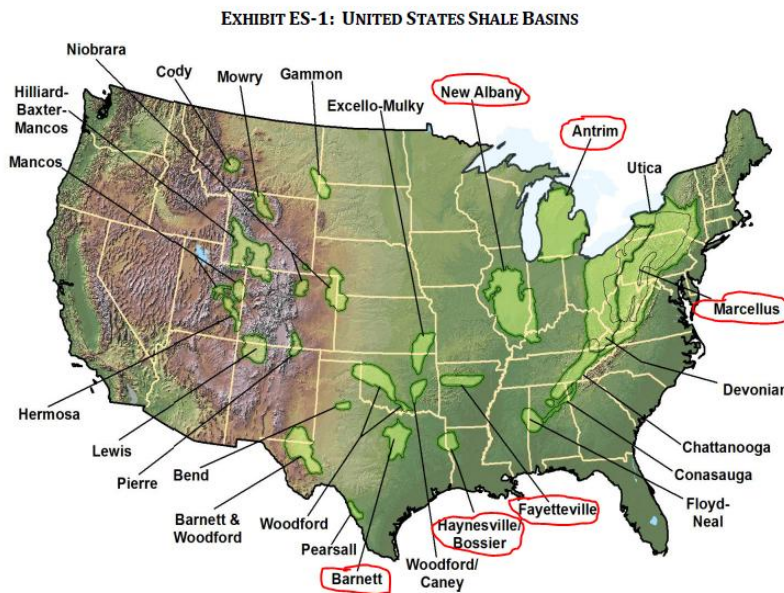 EXHIBIT ES-1: UNITED STATES SHALE BASINS
Niobrara
Cody
Mowry
Gammon
Hilliard-
Baxter-
Mancos
Excello-Mulky
New Albany
Antrim
Mancos
Utica
Marcellus
Devonian
Hermosa
Lewis
Pierre
Bend
Chattanooga
Conasauga
Floyd-
Neal
Barnett &
Woodford
Woodford
Pearsall
Barnett
Haynesville/
Bossier
Fayetteville
Woodford/
Caney